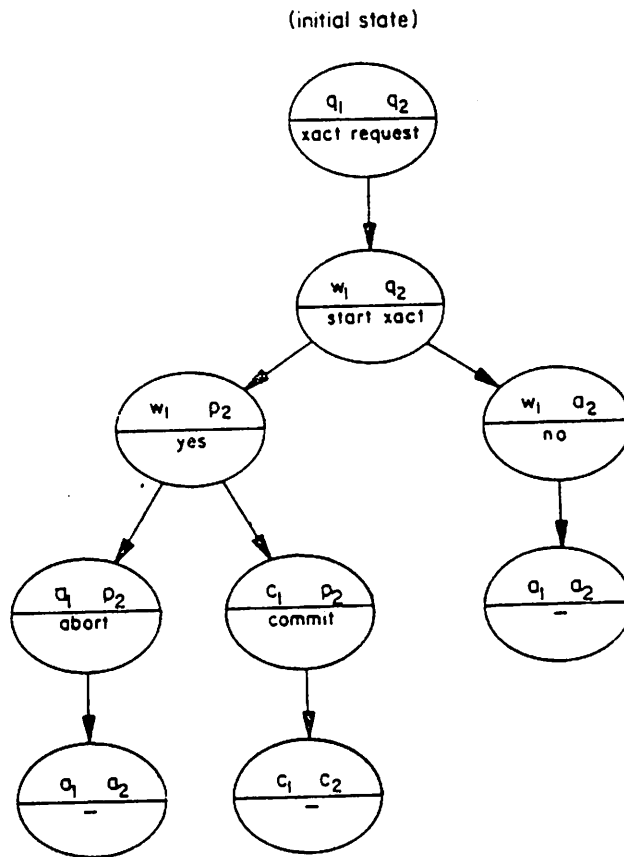 (initial state)
q₁ q₂
xact request
w₁ q₂
start xact
w₁ p₂
yes
w₁ a₂
no
a₁ p₂
abort
c₁ p₂
commit
a₁ a₂
–
a₁ a₂
–
c₁ c₂
–